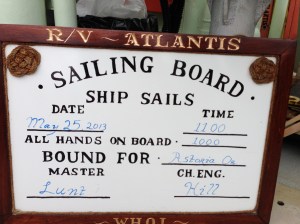 R/V ~ ATLANTIS
· SAILING BOARD ·
SHIP SAILS
DATE TIME
May 25 2013 1100
ALL HANDS ON BOARD · 1000
BOUND FOR · Astoria Or
MASTER CH. ENG.
Lunt Hill
~ WHOI ~